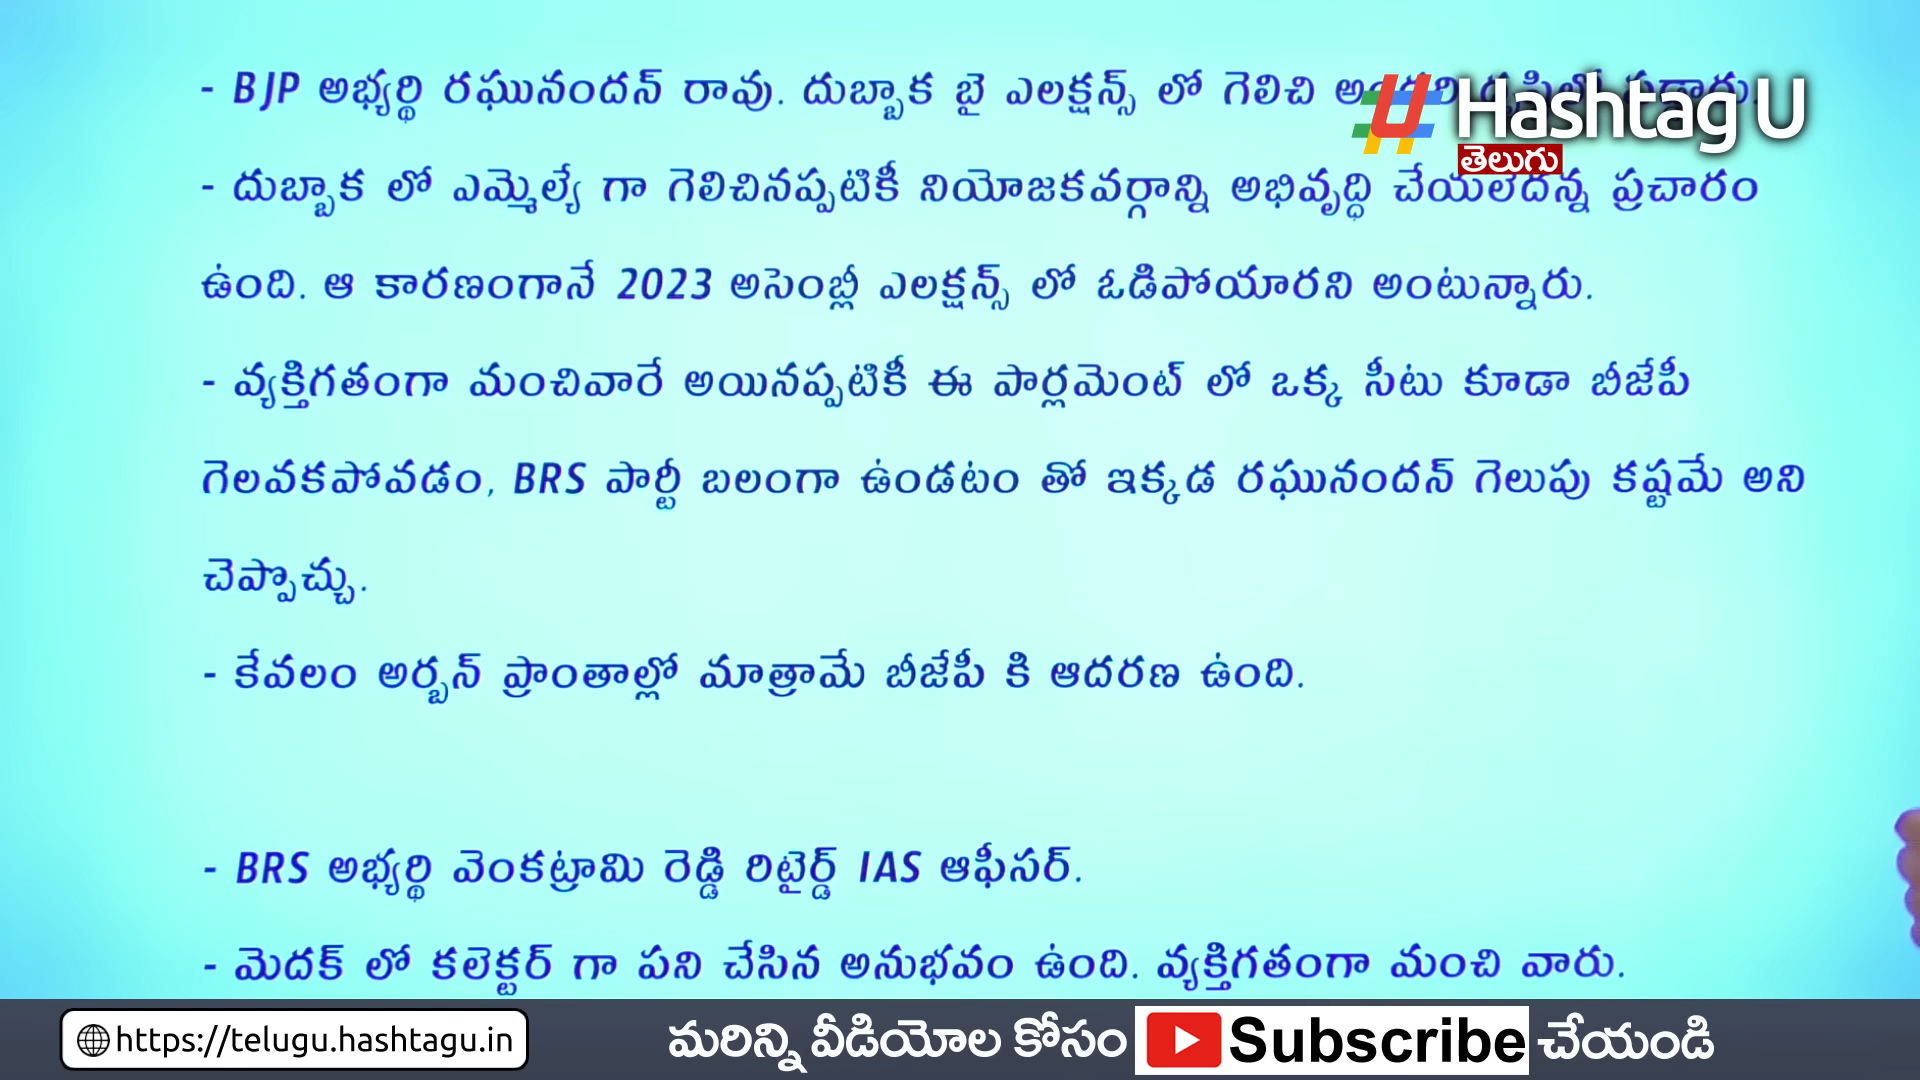 - BJP అభ్యర్థి రఘునందన్ రావు. దుబ్బాక బై ఎలక్షన్స్ లో గెలిచి
Hashtag U
తెలుగు
- దుబ్బాక లో ఎమ్మెల్యే గా గెలిచినప్పటికీ నియోజకవర్గాన్ని అభివృద్ధి చేయలేదన్న ప్రచారం
ఉంది. ఆ కారణంగానే 2023 అసెంబ్లీ ఎలక్షన్స్ లో ఓడిపోయారని అంటున్నారు.
- వ్యక్తిగతంగా మంచివారే అయినప్పటికీ ఈ పార్లమెంట్ లో ఒక్క సీటు కూడా బీజేపీ
గెలవకపోవడం, BRS పార్టీ బలంగా ఉండటం తో ఇక్కడ రఘునందన్ గెలుపు కష్టమే అని
చెప్పొచ్చు.
- కేవలం అర్బన్ ప్రాంతాల్లో మాత్రామే బీజేపీ కి ఆదరణ ఉంది.
- BRS అభ్యర్థి వెంకట్రామి రెడ్డి రిటైర్డ్ IAS ఆఫీసర్.
- మెదక్ లో కలెక్టర్ గా పని చేసిన అనుభవం ఉంది. వ్యక్తిగతంగా మంచి వారు.
https://telugu.hashtagu.in మరిన్ని వీడియోల కోసం Subscribe చేయండి